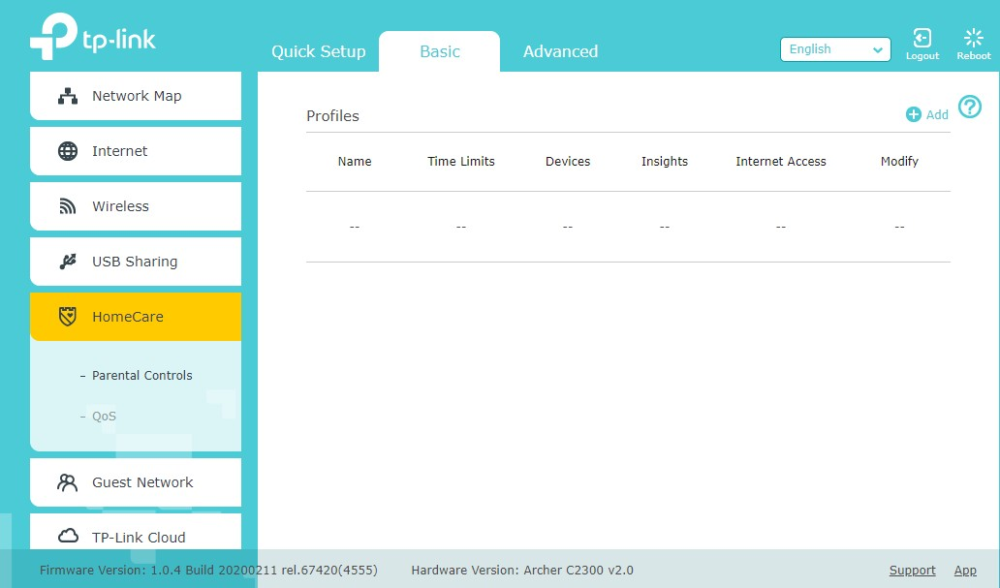 tp-link
Quick Setup
Basic
Advanced
English
Logout
Reboot
Network Map
Internet
Wireless
USB Sharing
HomeCare
– Parental Controls
– QoS
Guest Network
TP-Link Cloud
Profiles
Add
?
Name Time Limits Devices Insights Internet Access Modify
-- -- -- -- -- --
Firmware Version: 1.0.4 Build 20200211 rel.67420(4555) Hardware Version: Archer C2300 v2.0 Support App